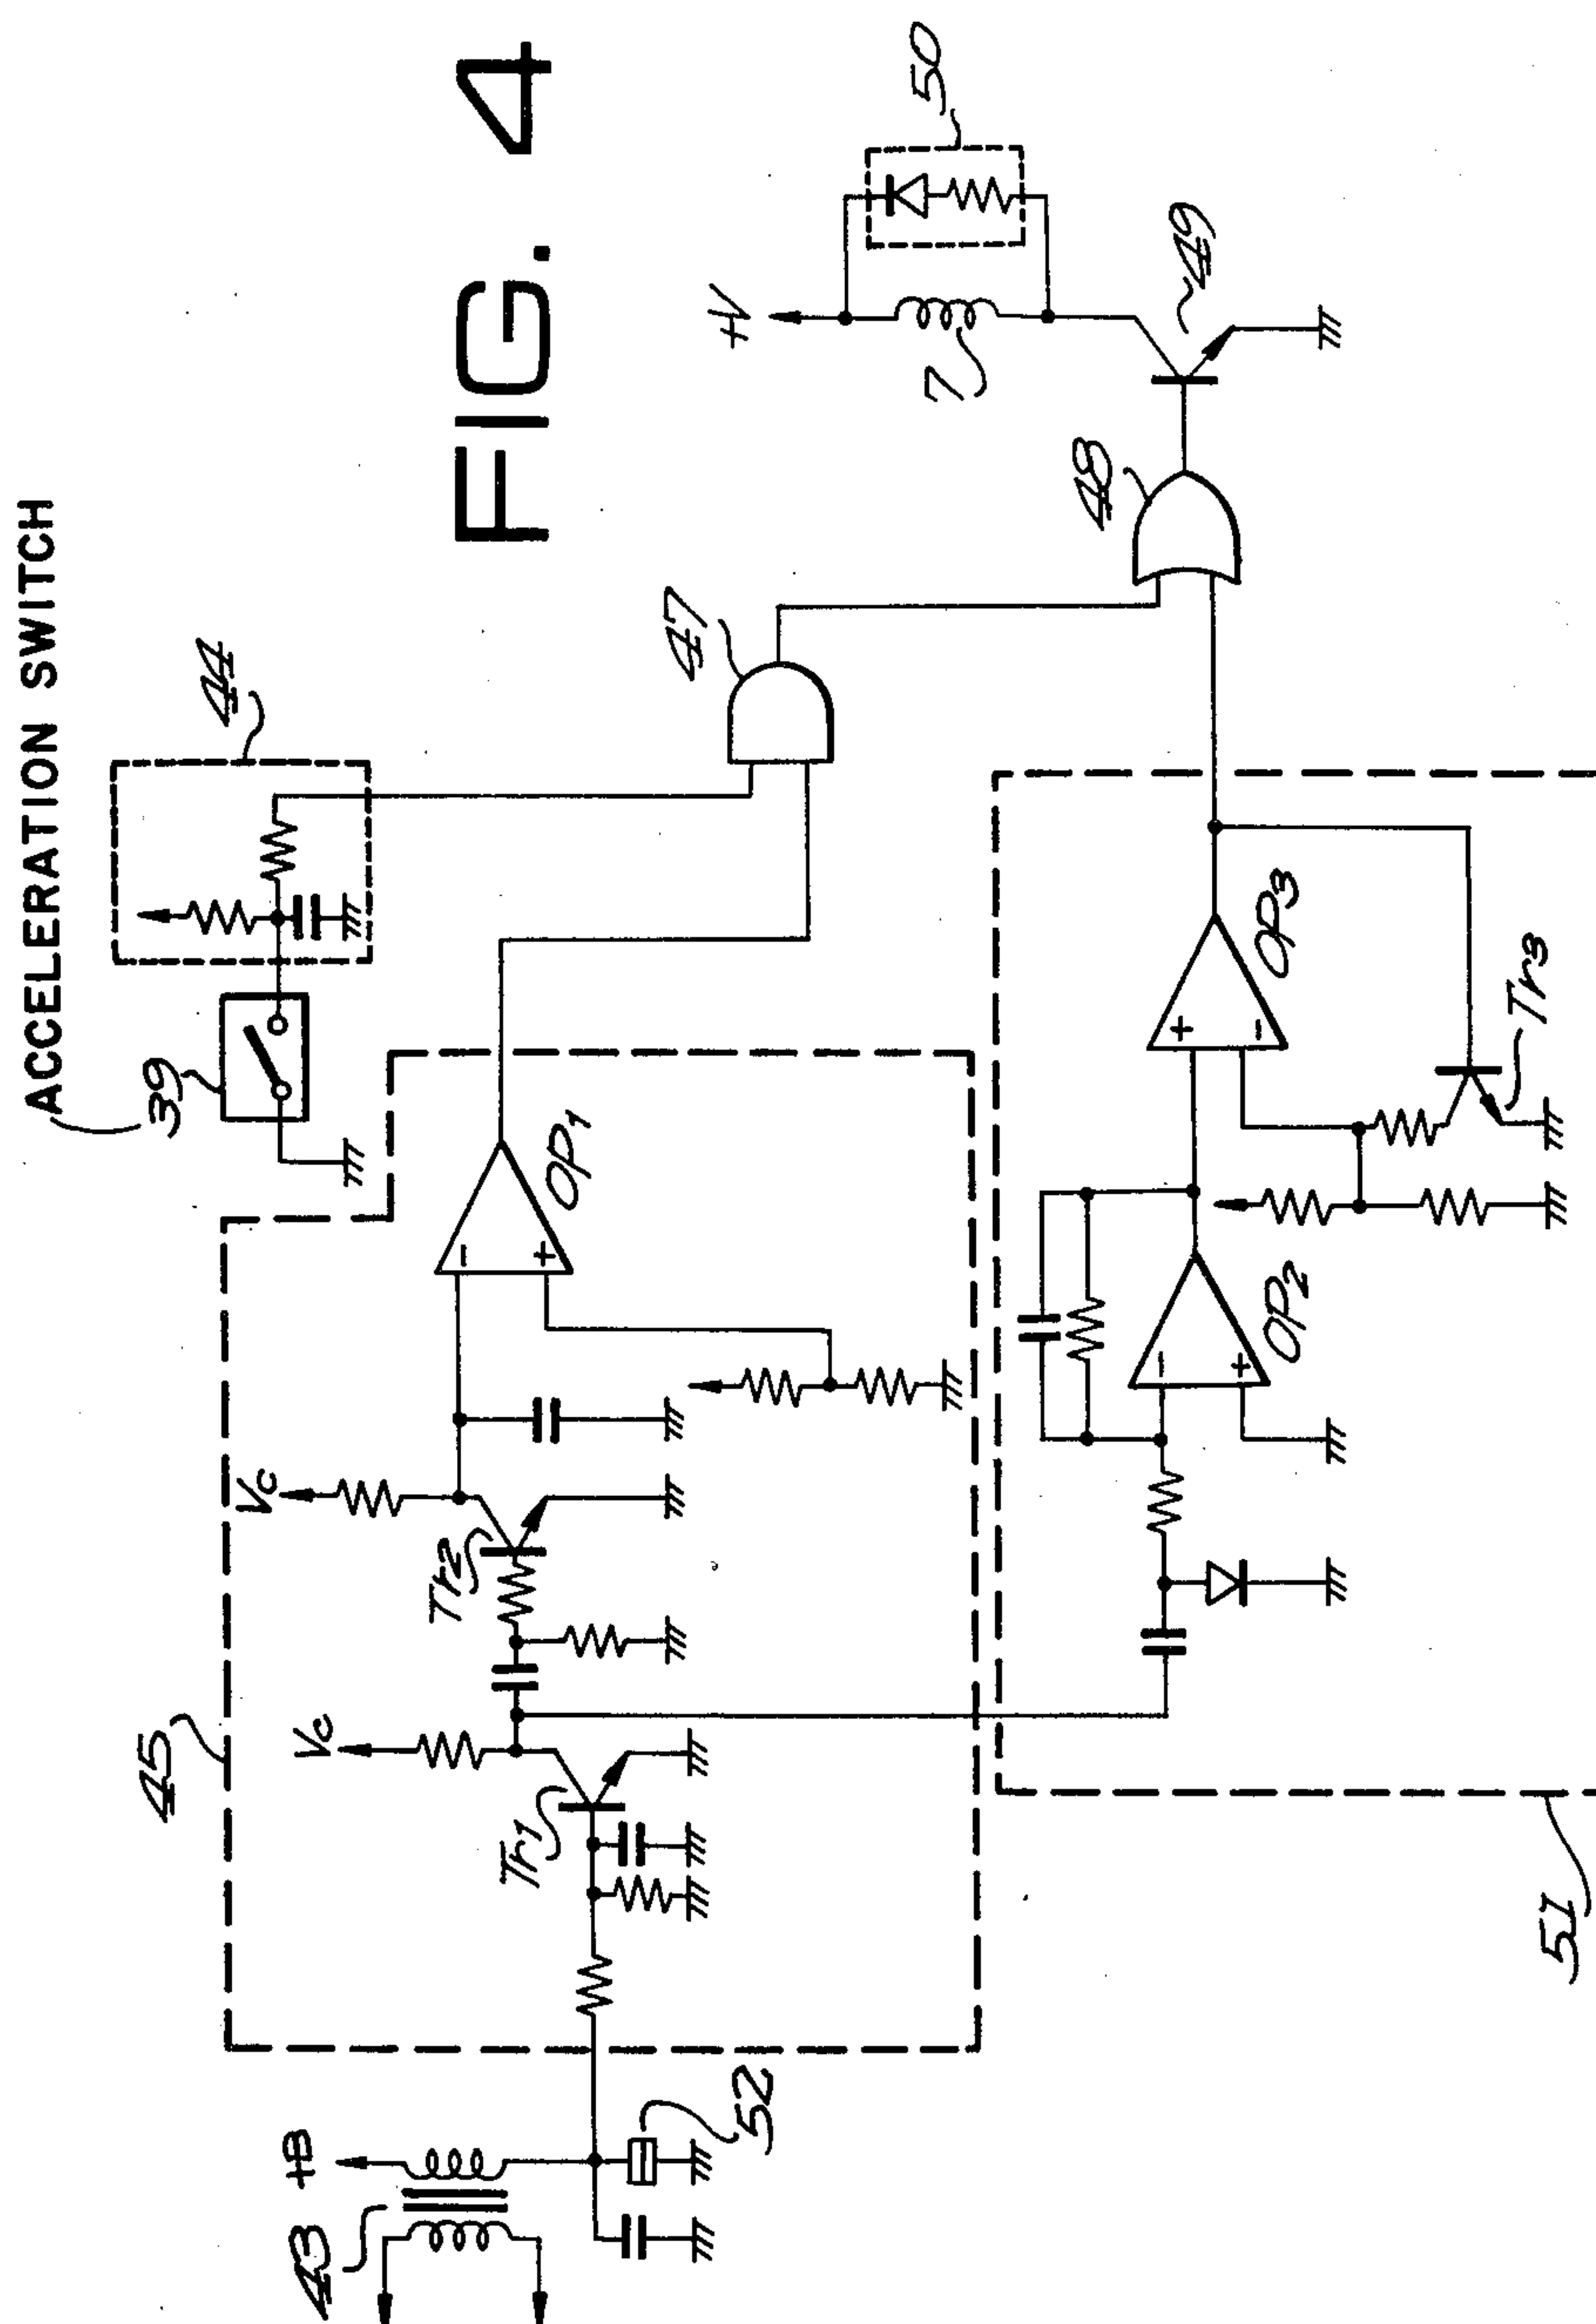 FIG. 4
ACCELERATION SWITCH
39
44
45
47
48
49
50
+V
7
Vc
Vc
Tr1
Tr2
OP1
-
+
43
+B
52
OP2
-
+
OP3
+
-
Tr3
51